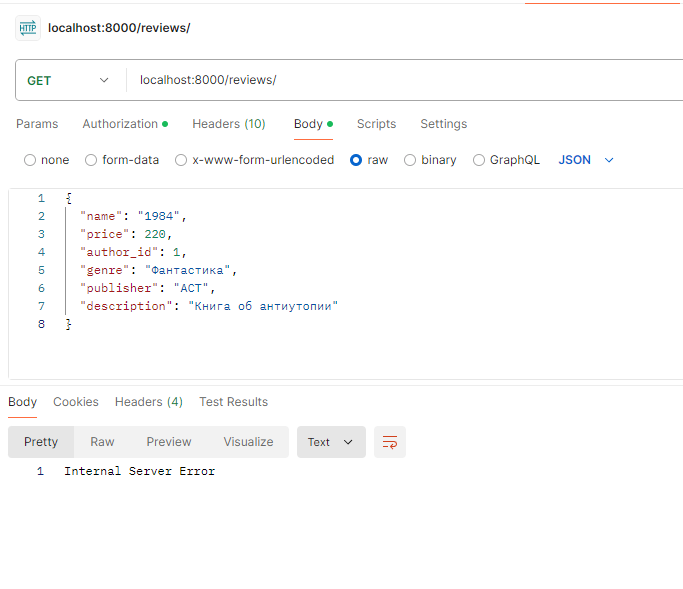 HTTP localhost:8000/reviews/
GET localhost:8000/reviews/
Params Authorization Headers (10) Body Scripts Settings
none form-data x-www-form-urlencoded raw binary GraphQL JSON
1 {
2 "name": "1984",
3 "price": 220,
4 "author_id": 1,
5 "genre": "Фантастика",
6 "publisher": "АСТ",
7 "description": "Книга об антиутопии"
8 }
Body Cookies Headers (4) Test Results
Pretty Raw Preview Visualize Text
1 Internal Server Error